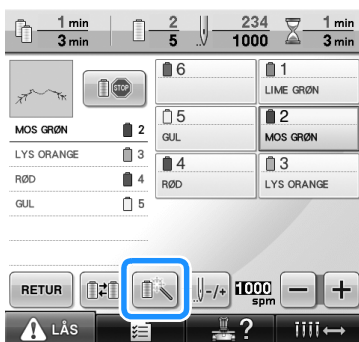 1 min
3 min
2
5
234
1000
1 min
3 min
STOP
MOS GRØN 2
LYS ORANGE 3
RØD 4
GUL 5
6
1
LIME GRØN
5
GUL
2
MOS GRØN
4
RØD
3
LYS ORANGE
RETUR
-/+
1000
spm
LÅS
?